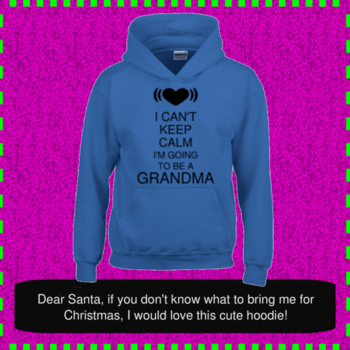 I CAN'T
KEEP
CALM
I'M GOING
TO BE A
GRANDMA
Dear Santa, if you don't know what to bring me for
Christmas, I would love this cute hoodie!